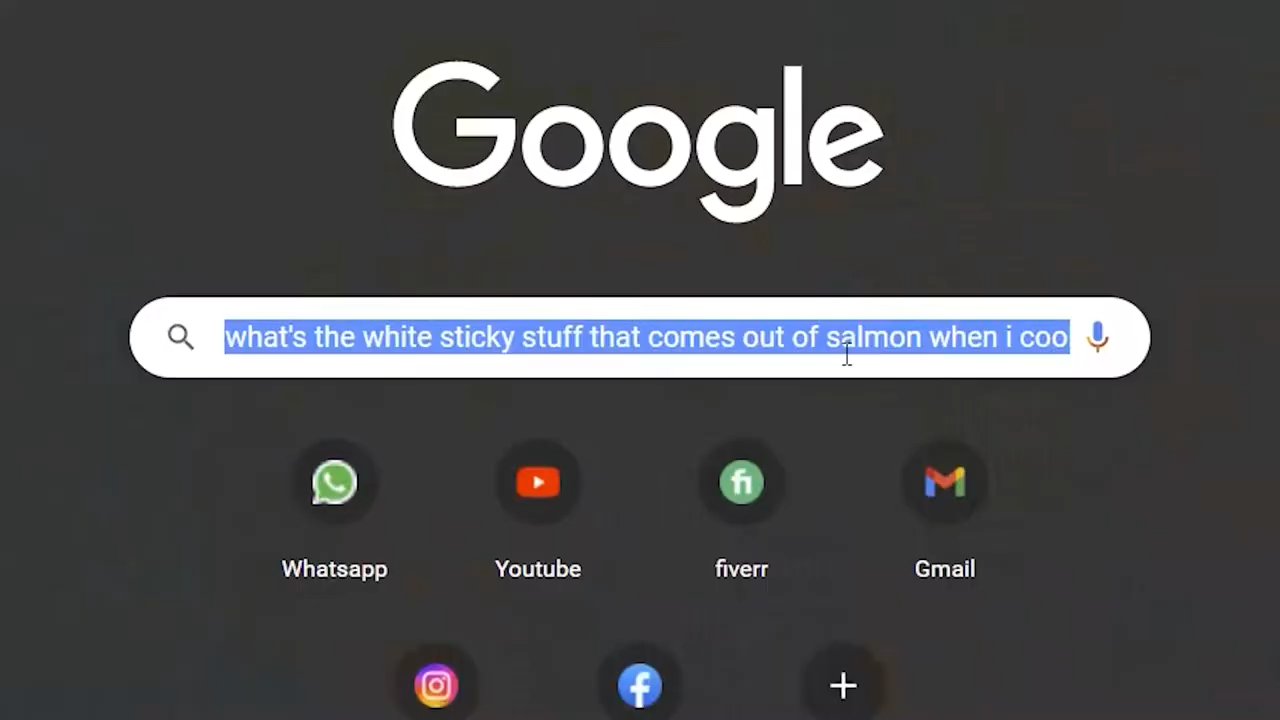 Google
what's the white sticky stuff that comes out of salmon when i coo
Whatsapp
Youtube
fiverr
Gmail